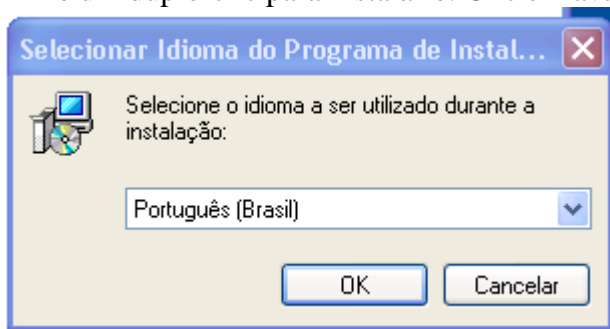 Selecionar Idioma do Programa de Instal...
Selecione o idioma a ser utilizado durante a
instalação:
Português (Brasil)
OK
Cancelar